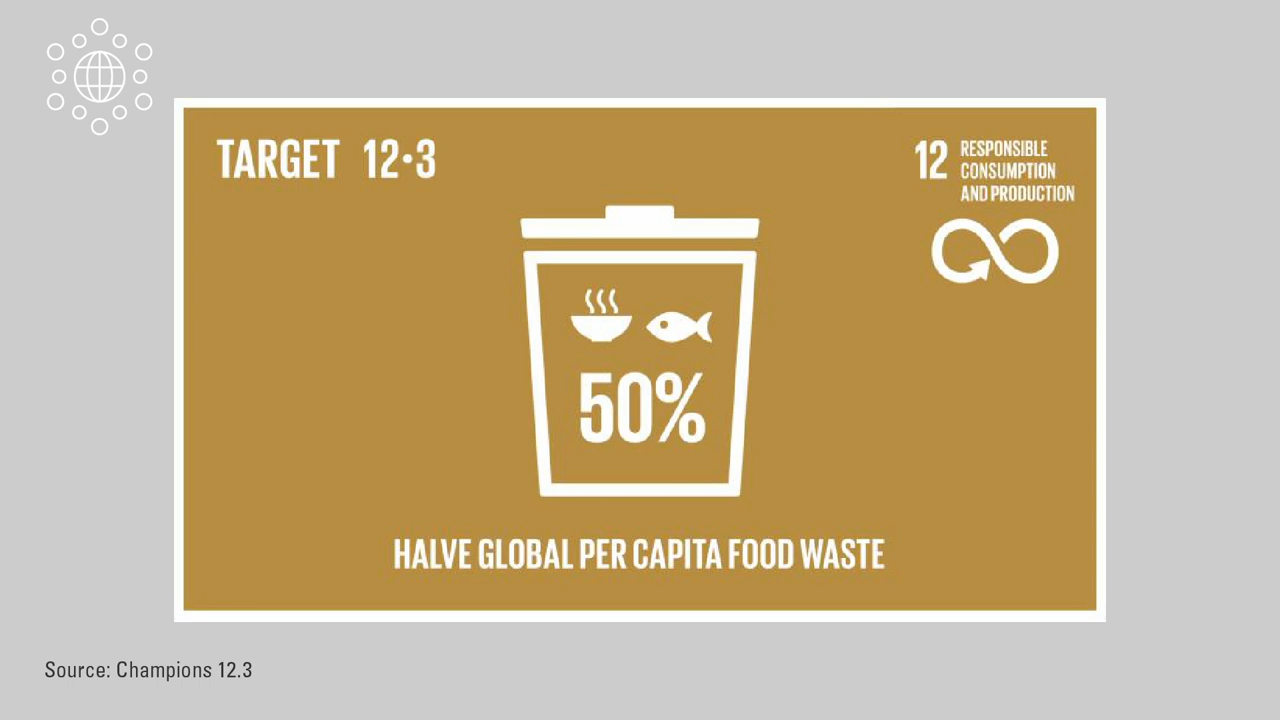 TARGET 12•3
12 RESPONSIBLE
CONSUMPTION
AND PRODUCTION
50%
HALVE GLOBAL PER CAPITA FOOD WASTE
Source: Champions 12.3